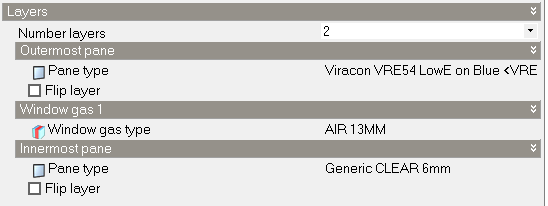 Layers
Number layers 2
Outermost pane
Pane type Viracon VRE54 LowE on Blue <VRE
Flip layer
Window gas 1
Window gas type AIR 13MM
Innermost pane
Pane type Generic CLEAR 6mm
Flip layer